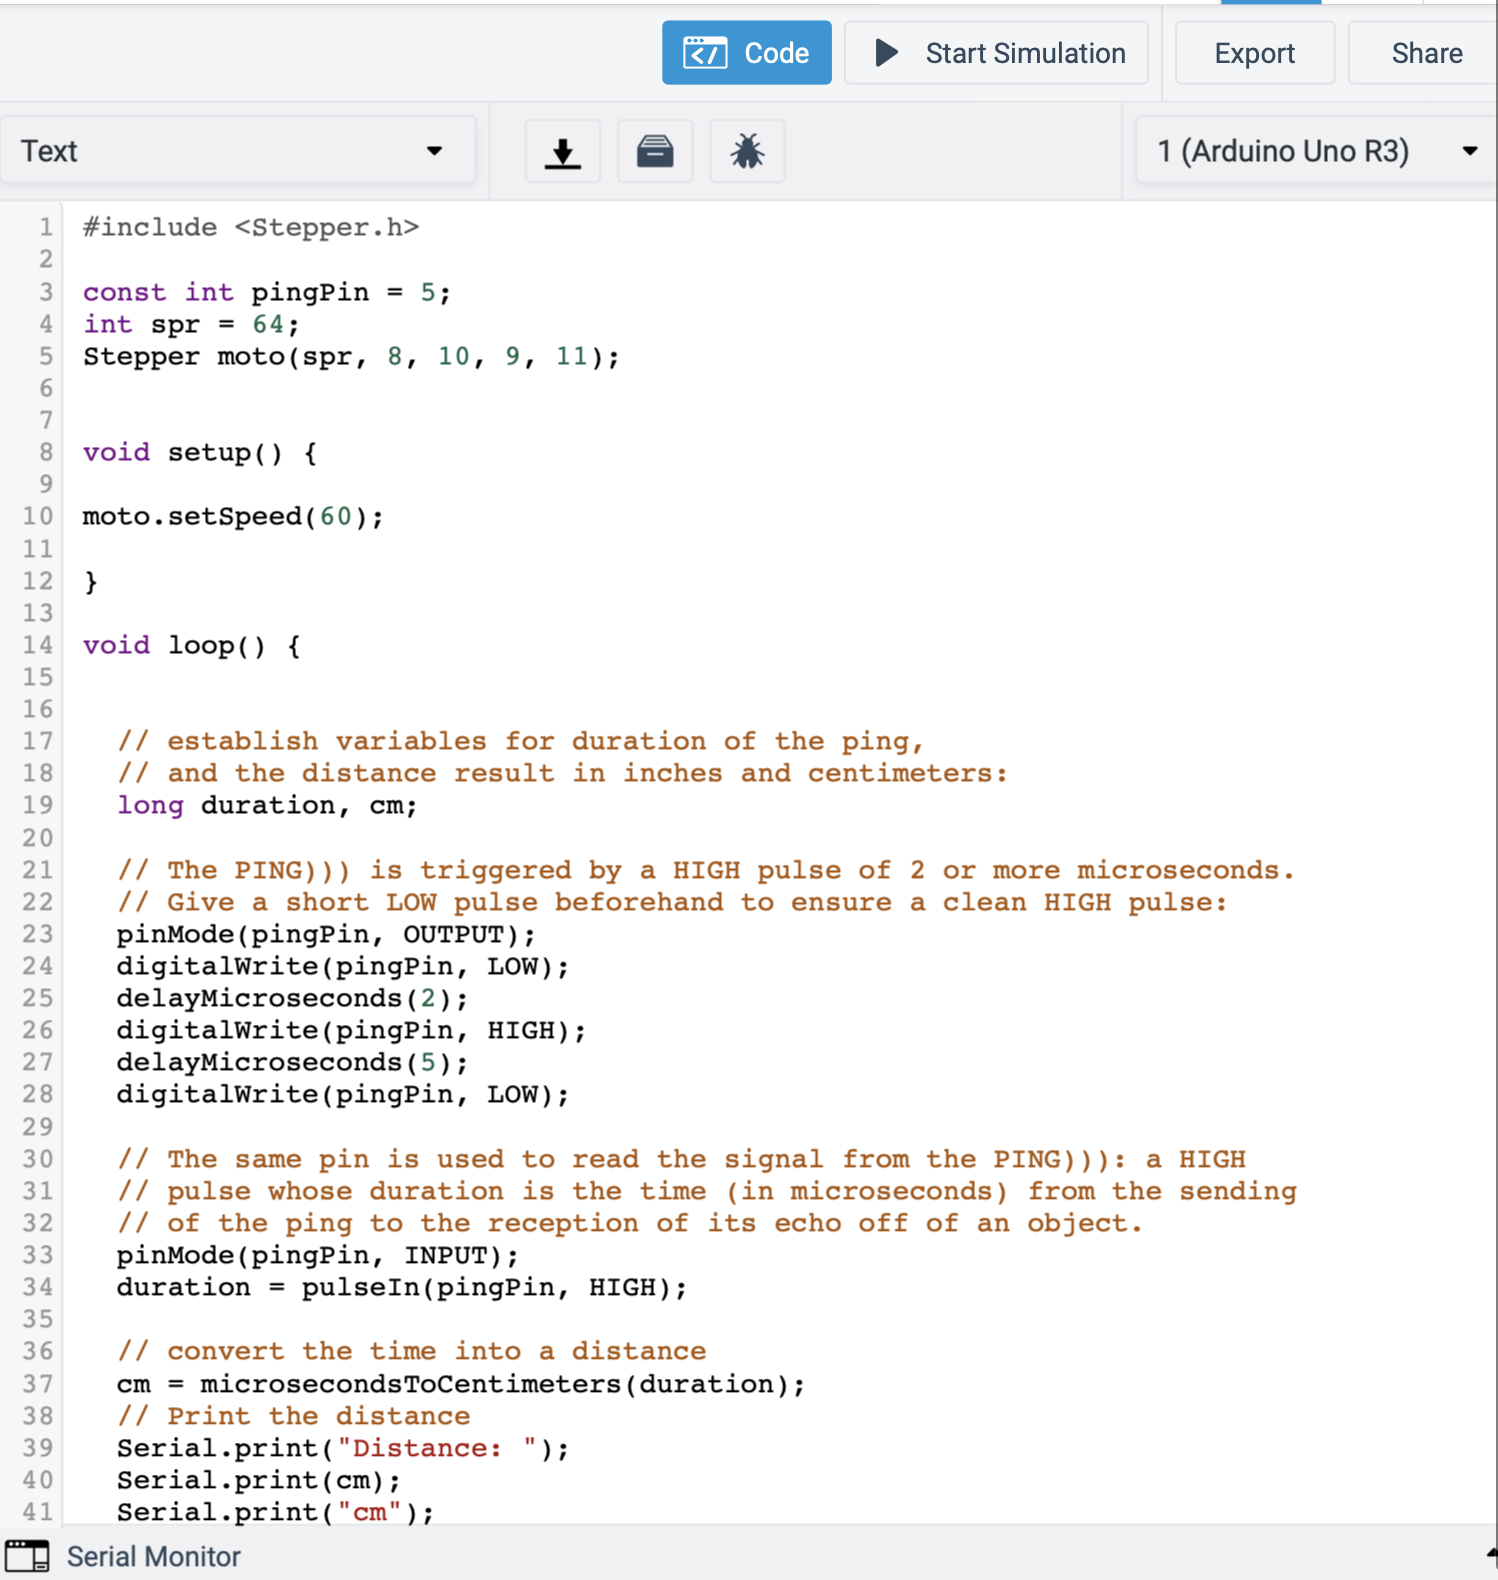 Code Start Simulation Export Share
Text 1 (Arduino Uno R3)
1 #include <Stepper.h>
2
3 const int pingPin = 5;
4 int spr = 64;
5 Stepper moto(spr, 8, 10, 9, 11);
6
7
8 void setup() {
9
10 moto.setSpeed(60);
11
12 }
13
14 void loop() {
15
16
17 // establish variables for duration of the ping,
18 // and the distance result in inches and centimeters:
19 long duration, cm;
20
21 // The PING))) is triggered by a HIGH pulse of 2 or more microseconds.
22 // Give a short LOW pulse beforehand to ensure a clean HIGH pulse:
23 pinMode(pingPin, OUTPUT);
24 digitalWrite(pingPin, LOW);
25 delayMicroseconds(2);
26 digitalWrite(pingPin, HIGH);
27 delayMicroseconds(5);
28 digitalWrite(pingPin, LOW);
29
30 // The same pin is used to read the signal from the PING))): a HIGH
31 // pulse whose duration is the time (in microseconds) from the sending
32 // of the ping to the reception of its echo off of an object.
33 pinMode(pingPin, INPUT);
34 duration = pulseIn(pingPin, HIGH);
35
36 // convert the time into a distance
37 cm = microsecondsToCentimeters(duration);
38 // Print the distance
39 Serial.print("Distance: ");
40 Serial.print(cm);
41 Serial.print("cm");
Serial Monitor